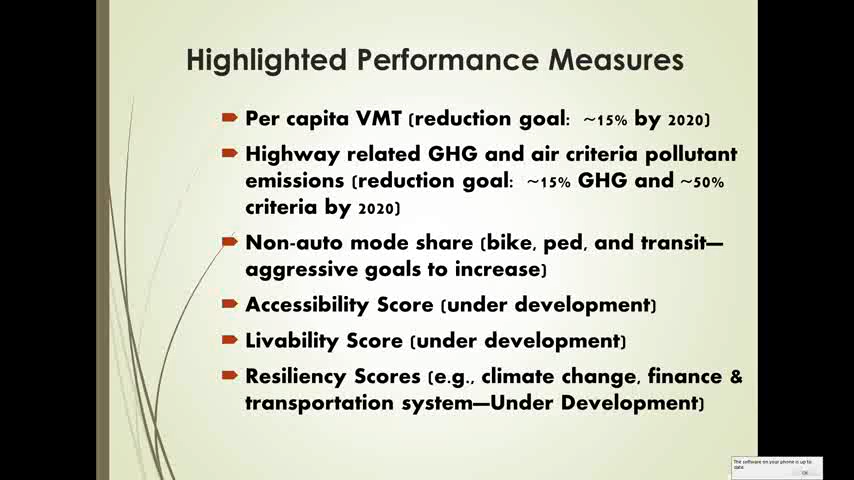 Highlighted Performance Measures
Per capita VMT (reduction goal: ~15% by 2020)
Highway related GHG and air criteria pollutant
emissions (reduction goal: ~15% GHG and ~50%
criteria by 2020)
Non-auto mode share (bike, ped, and transit—
aggressive goals to increase)
Accessibility Score (under development)
Livability Score (under development)
Resiliency Scores (e.g., climate change, finance &
transportation system—Under Development)
The software on your phone is up to
date.
OK